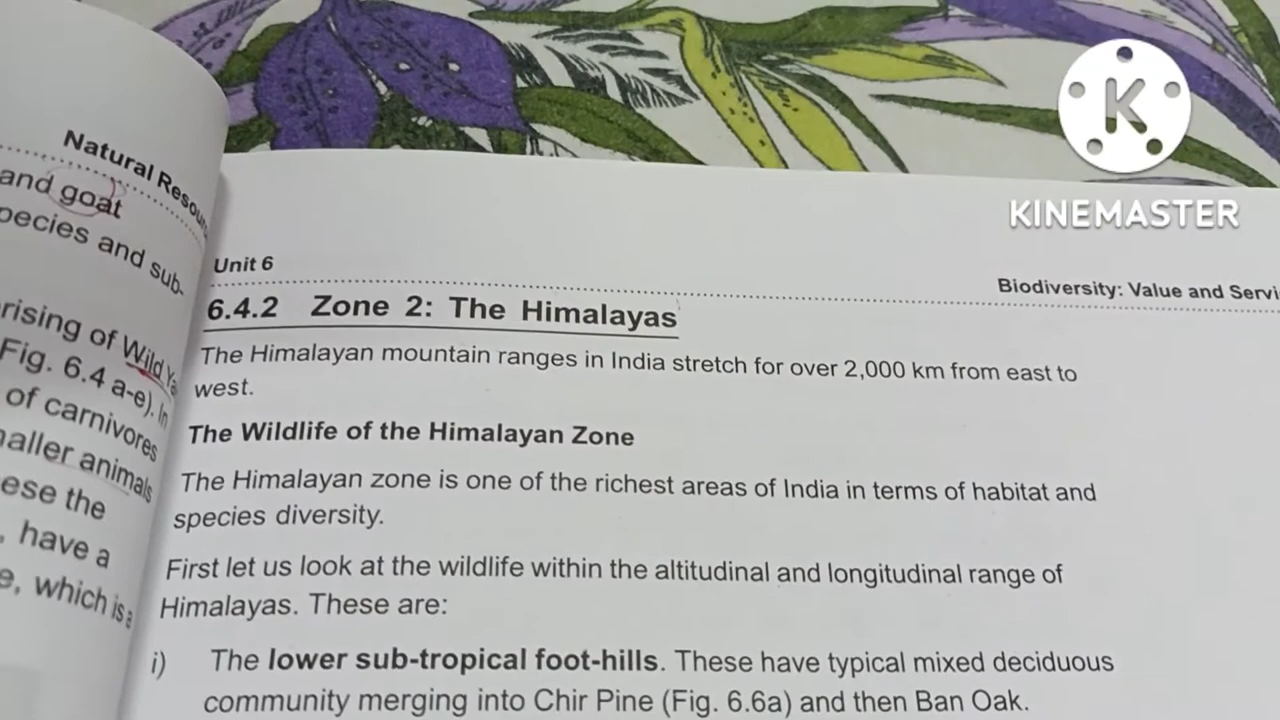 Natural Resou
and goat
pecies and sub-
rising of Wild Ya
Fig. 6.4 a-e). In
of carnivores
aller animals
ese the
, have a
e, which is a
K
KINEMASTER
Unit 6
Biodiversity: Value and Servi
6.4.2 Zone 2: The Himalayas
The Himalayan mountain ranges in India stretch for over 2,000 km from east to
west.
The Wildlife of the Himalayan Zone
The Himalayan zone is one of the richest areas of India in terms of habitat and
species diversity.
First let us look at the wildlife within the altitudinal and longitudinal range of
Himalayas. These are:
i) The lower sub-tropical foot-hills. These have typical mixed deciduous
community merging into Chir Pine (Fig. 6.6a) and then Ban Oak.